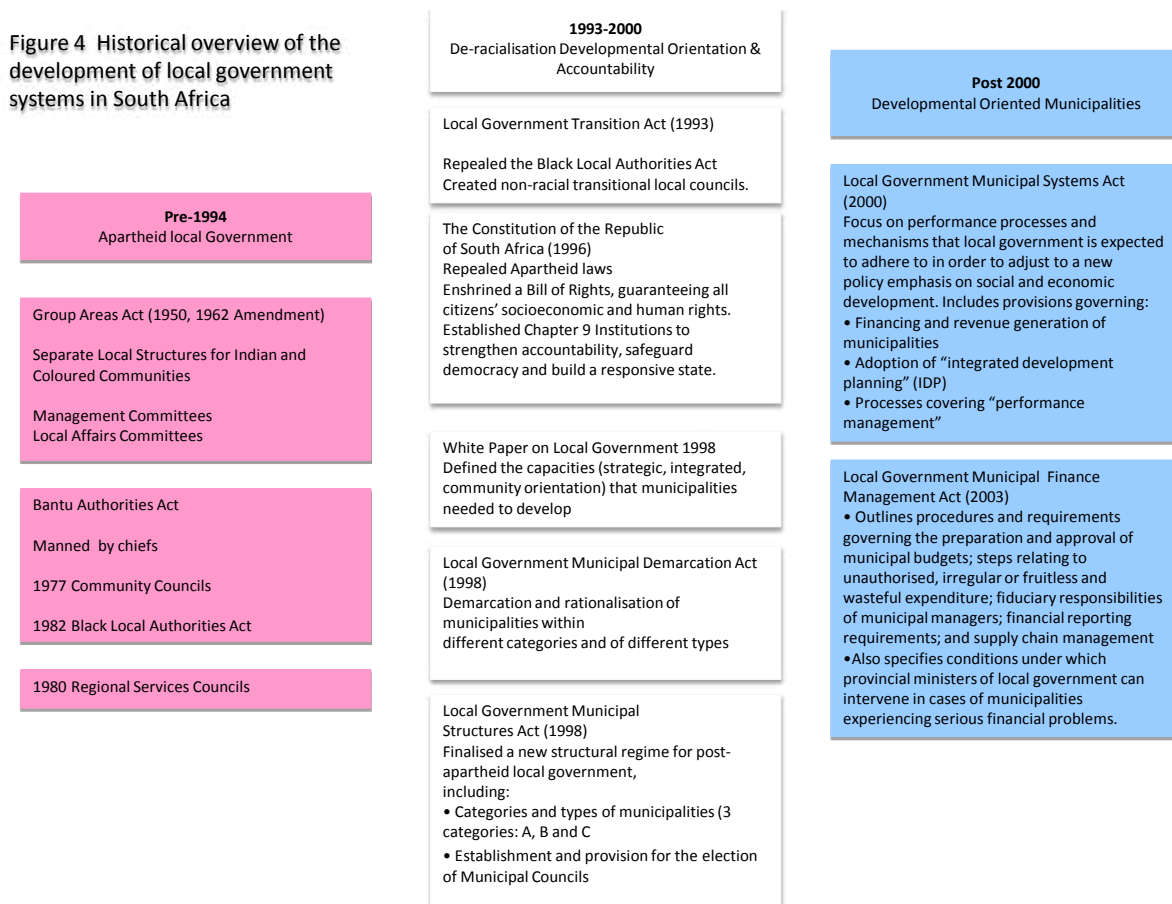 Figure 4 Historical overview of the
development of local government
systems in South Africa
Pre-1994
Apartheid local Government
Group Areas Act (1950, 1962 Amendment)
Separate Local Structures for Indian and
Coloured Communities
Management Committees
Local Affairs Committees
Bantu Authorities Act
Manned by chiefs
1977 Community Councils
1982 Black Local Authorities Act
1980 Regional Services Councils
1993-2000
De-racialisation Developmental Orientation &
Accountability
Local Government Transition Act (1993)
Repealed the Black Local Authorities Act
Created non-racial transitional local councils.
The Constitution of the Republic
of South Africa (1996)
Repealed Apartheid laws
Enshrined a Bill of Rights, guaranteeing all
citizens’ socioeconomic and human rights.
Established Chapter 9 Institutions to
strengthen accountability, safeguard
democracy and build a responsive state.
White Paper on Local Government 1998
Defined the capacities (strategic, integrated,
community orientation) that municipalities
needed to develop
Local Government Municipal Demarcation Act
(1998)
Demarcation and rationalisation of
municipalities within
different categories and of different types
Local Government Municipal
Structures Act (1998)
Finalised a new structural regime for post-
apartheid local government,
including:
• Categories and types of municipalities (3
categories: A, B and C
• Establishment and provision for the election
of Municipal Councils
Post 2000
Developmental Oriented Municipalities
Local Government Municipal Systems Act
(2000)
Focus on performance processes and
mechanisms that local government is expected
to adhere to in order to adjust to a new
policy emphasis on social and economic
development. Includes provisions governing:
• Financing and revenue generation of
municipalities
• Adoption of “integrated development
planning” (IDP)
• Processes covering “performance
management”
Local Government Municipal Finance
Management Act (2003)
• Outlines procedures and requirements
governing the preparation and approval of
municipal budgets; steps relating to
unauthorised, irregular or fruitless and
wasteful expenditure; fiduciary responsibilities
of municipal managers; financial reporting
requirements; and supply chain management
•Also specifies conditions under which
provincial ministers of local government can
intervene in cases of municipalities
experiencing serious financial problems.